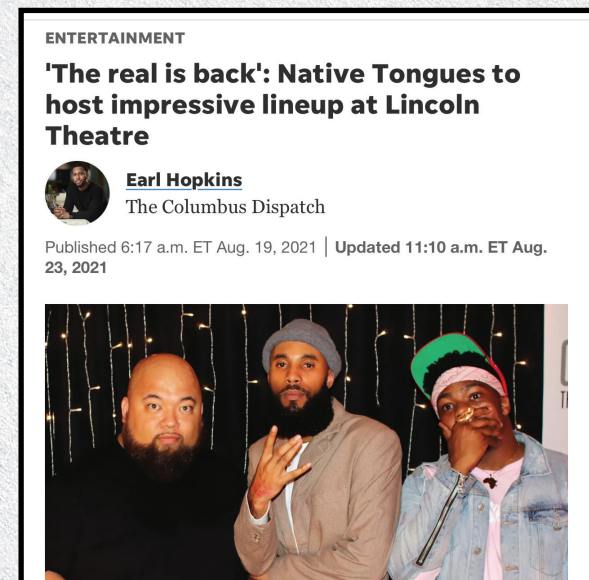 ENTERTAINMENT
'The real is back': Native Tongues to
host impressive lineup at Lincoln
Theatre
Earl Hopkins
The Columbus Dispatch
Published 6:17 a.m. ET Aug. 19, 2021 | Updated 11:10 a.m. ET Aug.
23, 2021